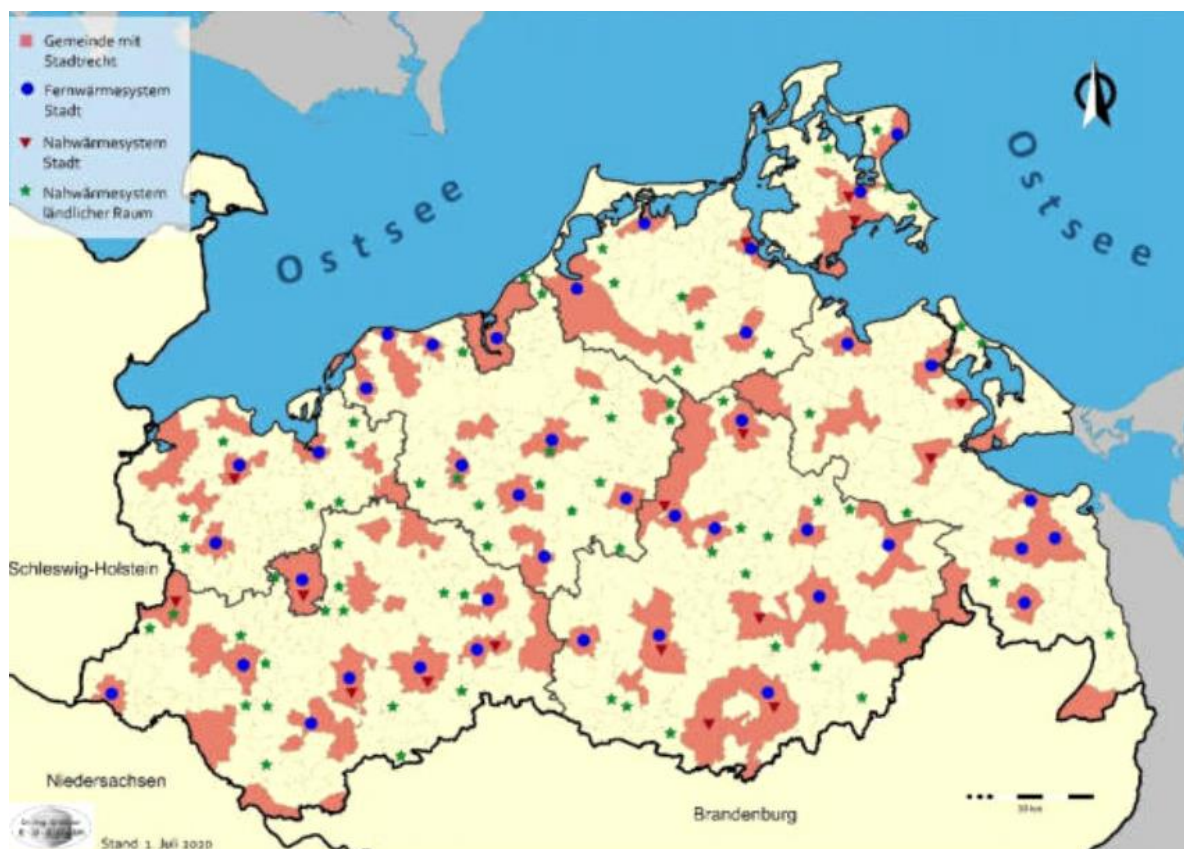 Gemeinde mit
Stadtrecht
Fernwärmesystem
Stadt
Nahwärmesystem
Stadt
Nahwärmesystem
ländlicher Raum
Ostsee
Ostsee
Schleswig-Holstein
Niedersachsen
Brandenburg
Stand 1. Juli 2020